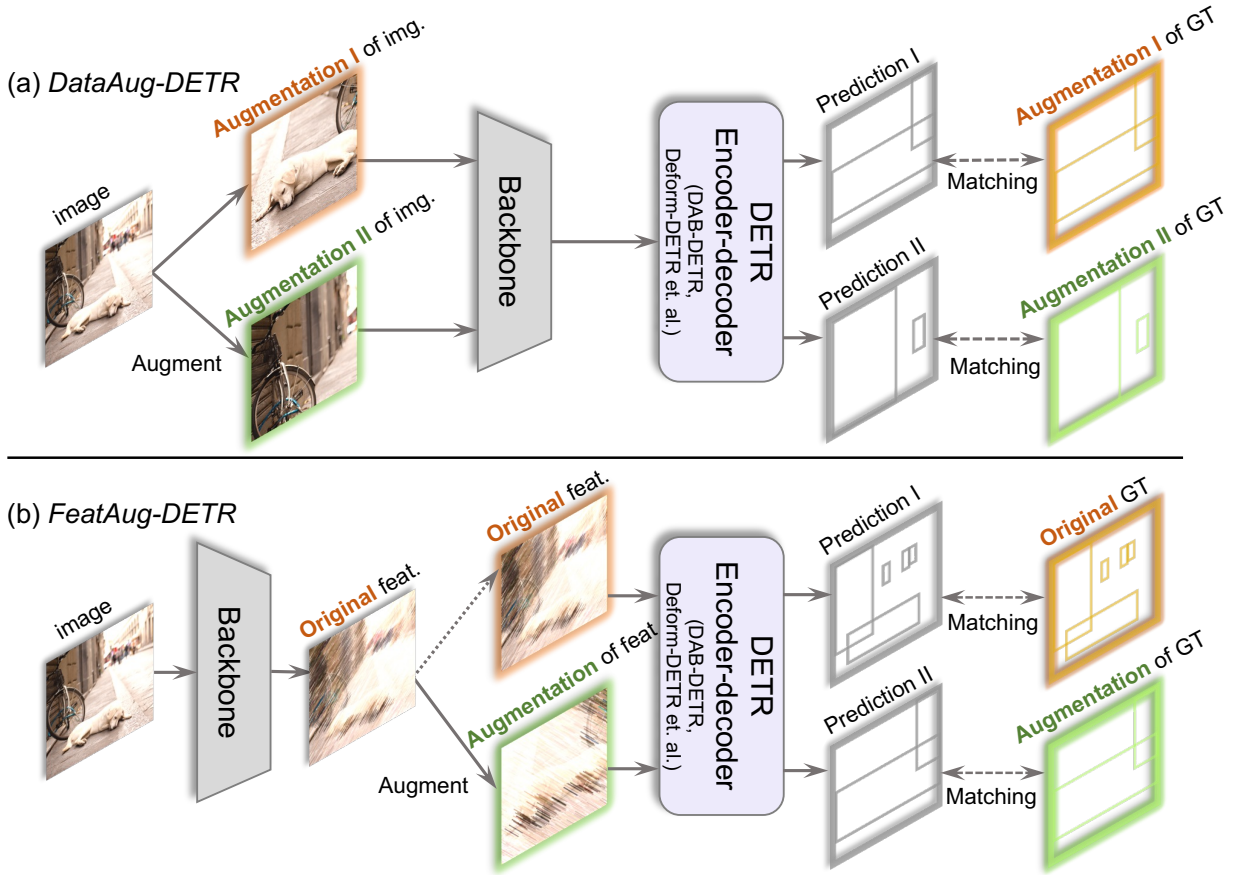 (a) DataAug-DETR
image
Augment
Augmentation I of img.
Augmentation II of img.
Backbone
DETR
Encoder-decoder
(DAB-DETR,
Deform-DETR et. al.)
Prediction I
Matching
Augmentation I of GT
Prediction II
Matching
Augmentation II of GT
(b) FeatAug-DETR
image
Backbone
Original feat.
Augment
Original feat.
Augmentation of feat
DETR
Encoder-decoder
(DAB-DETR,
Deform-DETR et. al.)
Prediction I
Matching
Original GT
Prediction II
Matching
Augmentation of GT